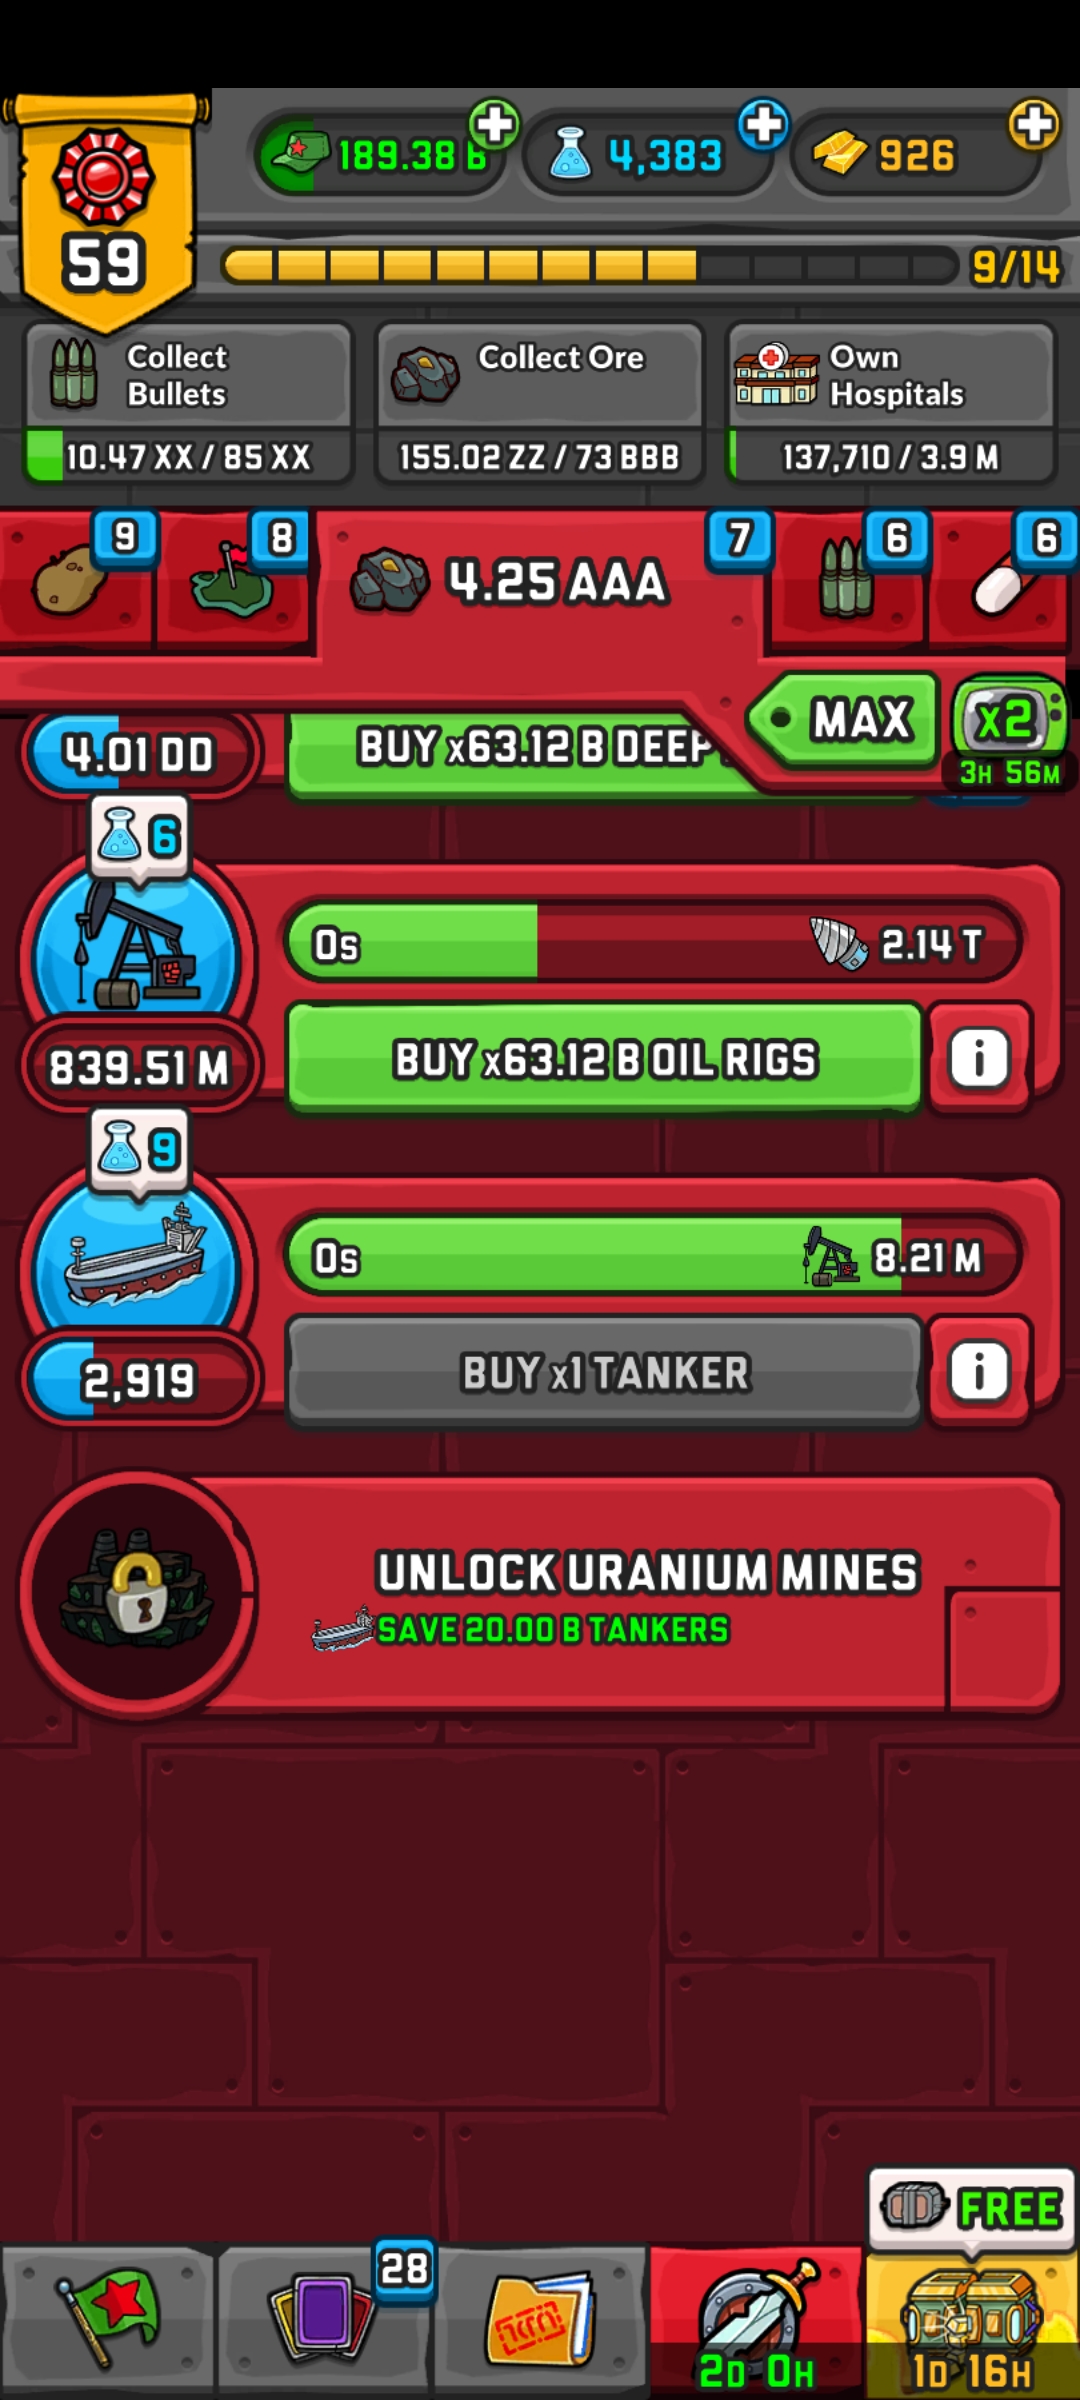 189.38 B
4,383
926
59
9/14
Collect
Bullets
10.47 XX / 85 XX
Collect Ore
155.02 ZZ / 73 BBB
Own
Hospitals
137,710 / 3.9 M
9
8
4.25 AAA
7
6
6
MAX
x2
3H 56M
4.01 DD
BUY x63.12 B DEEP
6
0s
2.14 T
839.51 M
BUY x63.12 B OIL RIGS
i
9
0s
8.21 M
2,919
BUY x1 TANKER
i
UNLOCK URANIUM MINES
SAVE 20.00 B TANKERS
FREE
28
2D 0H
1D 16H